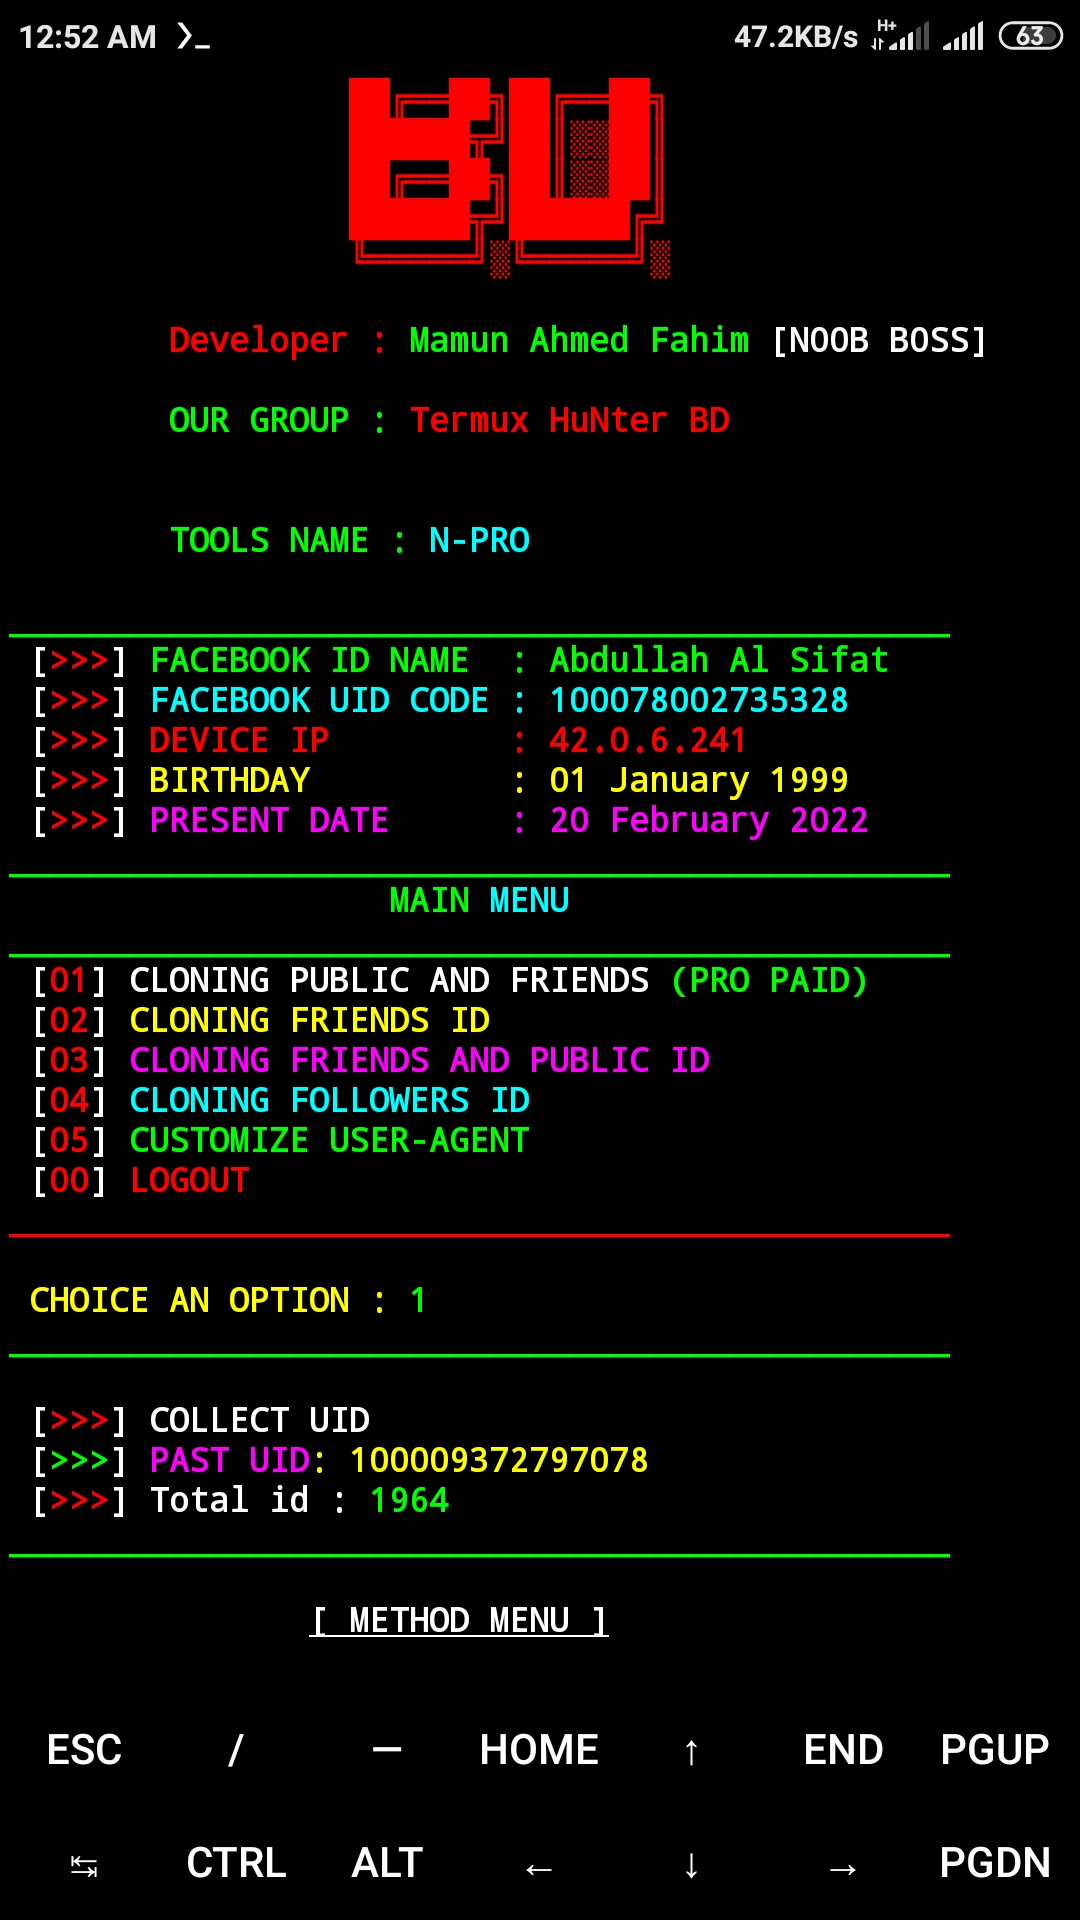 12:52 AM >_ 47.2KB/s H+ 63
BD
Developer : Mamun Ahmed Fahim [NOOB BOSS]
OUR GROUP : Termux HuNter BD
TOOLS NAME : N-PRO
[>>>] FACEBOOK ID NAME : Abdullah Al Sifat
[>>>] FACEBOOK UID CODE : 100078002735328
[>>>] DEVICE IP : 42.0.6.241
[>>>] BIRTHDAY : 01 January 1999
[>>>] PRESENT DATE : 20 February 2022
MAIN MENU
[01] CLONING PUBLIC AND FRIENDS (PRO PAID)
[02] CLONING FRIENDS ID
[03] CLONING FRIENDS AND PUBLIC ID
[04] CLONING FOLLOWERS ID
[05] CUSTOMIZE USER-AGENT
[00] LOGOUT
CHOICE AN OPTION : 1
[>>>] COLLECT UID
[>>>] PAST UID: 100009372797078
[>>>] Total id : 1964
[ METHOD MENU ]
ESC / — HOME ↑ END PGUP
↹ CTRL ALT ← ↓ → PGDN